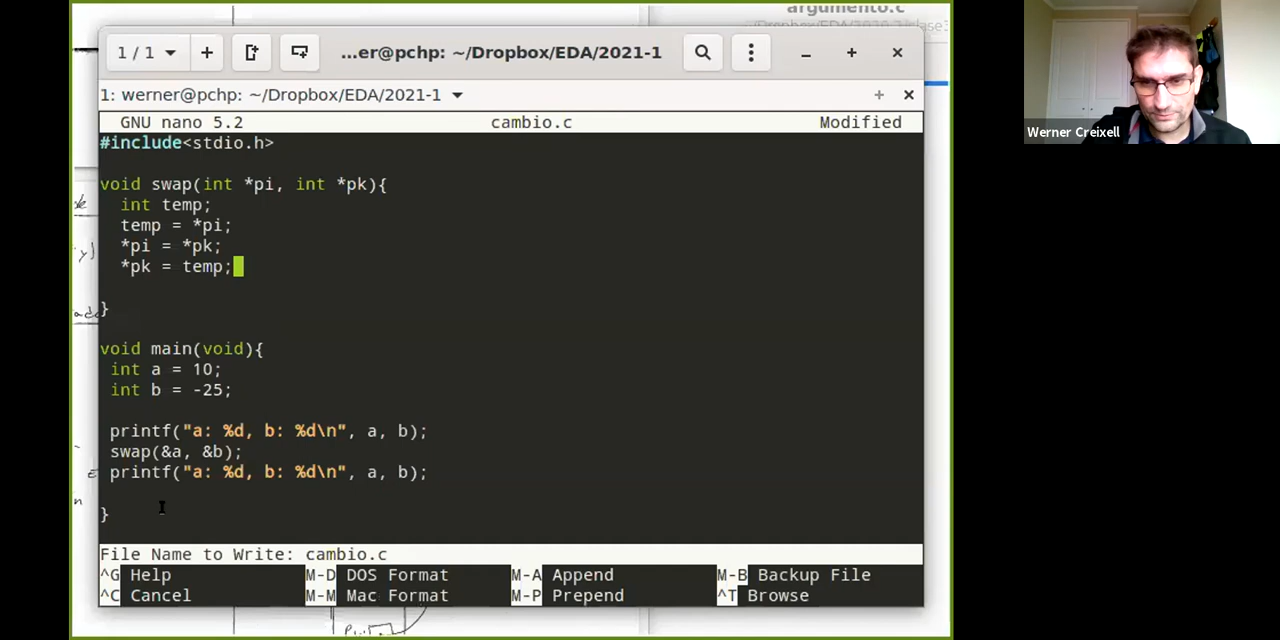 argumento.c
1 / 1
...er@pchp: ~/Dropbox/EDA/2021-1
1: werner@pchp: ~/Dropbox/EDA/2021-1
GNU nano 5.2 cambio.c Modified
#include<stdio.h>
void swap(int *pi, int *pk){
int temp;
temp = *pi;
*pi = *pk;
*pk = temp;
}
void main(void){
int a = 10;
int b = -25;
printf("a: %d, b: %d\n", a, b);
swap(&a, &b);
printf("a: %d, b: %d\n", a, b);
}
File Name to Write: cambio.c
^G Help M-D DOS Format M-A Append M-B Backup File
^C Cancel M-M Mac Format M-P Prepend ^T Browse
Werner Creixell